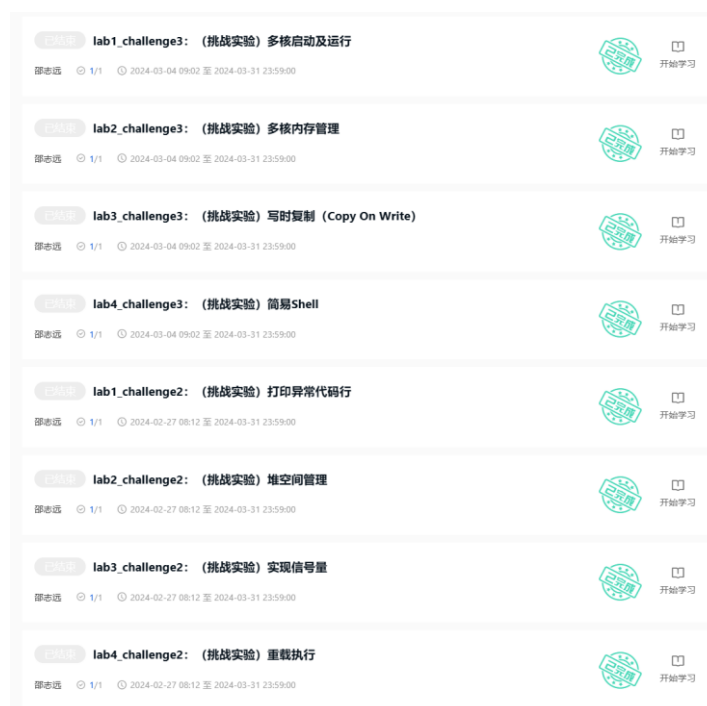 已结束 lab1_challenge3：（挑战实验）多核启动及运行
邵志远 1/1 2024-03-04 09:02 至 2024-03-31 23:59:00
已完成
开始学习
已结束 lab2_challenge3：（挑战实验）多核内存管理
邵志远 1/1 2024-03-04 09:02 至 2024-03-31 23:59:00
已完成
开始学习
已结束 lab3_challenge3：（挑战实验）写时复制（Copy On Write）
邵志远 1/1 2024-03-04 09:02 至 2024-03-31 23:59:00
已完成
开始学习
已结束 lab4_challenge3：（挑战实验）简易Shell
邵志远 1/1 2024-03-04 09:02 至 2024-03-31 23:59:00
已完成
开始学习
已结束 lab1_challenge2：（挑战实验）打印异常代码行
邵志远 1/1 2024-02-27 08:12 至 2024-03-31 23:59:00
已完成
开始学习
已结束 lab2_challenge2：（挑战实验）堆空间管理
邵志远 1/1 2024-02-27 08:12 至 2024-03-31 23:59:00
已完成
开始学习
已结束 lab3_challenge2：（挑战实验）实现信号量
邵志远 1/1 2024-02-27 08:12 至 2024-03-31 23:59:00
已完成
开始学习
已结束 lab4_challenge2：（挑战实验）重载执行
邵志远 1/1 2024-02-27 08:12 至 2024-03-31 23:59:00
已完成
开始学习